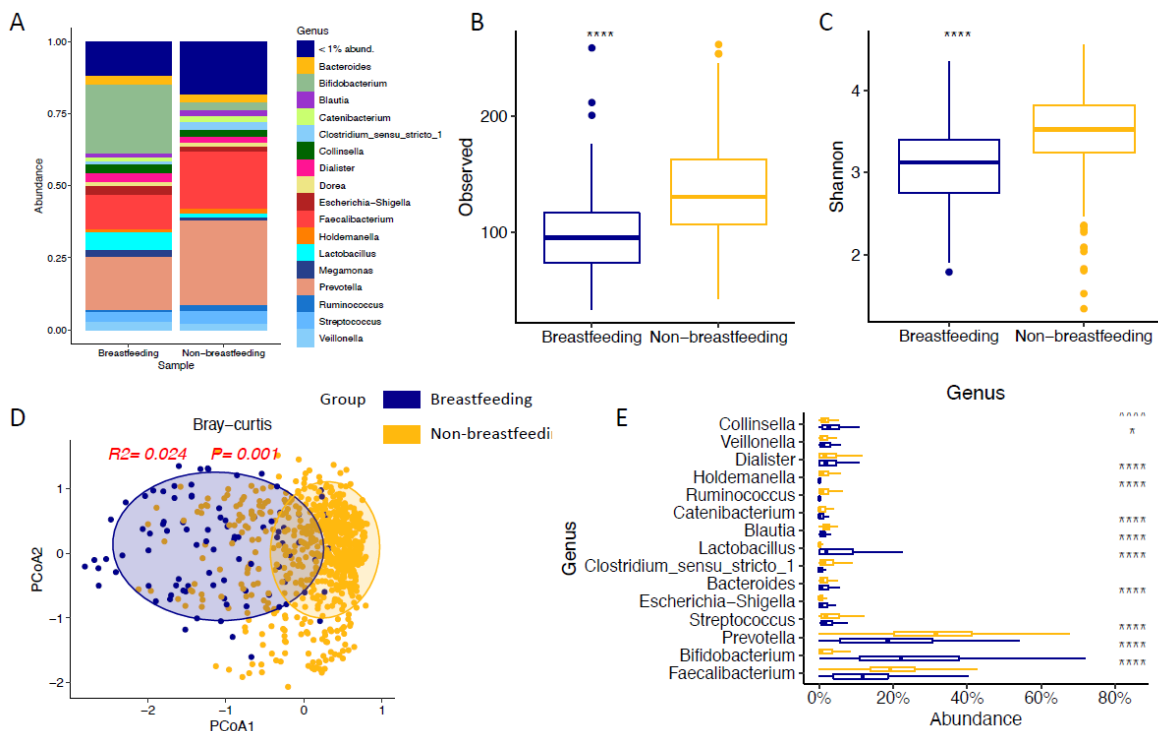 A
1.00
0.75
0.50
0.25
0.00
Abundance
Breastfeeding
Non-breastfeeding
Sample
Genus
< 1% abund.
Bacteroides
Bifidobacterium
Blautia
Catenibacterium
Clostridium_sensu_stricto_1
Collinsella
Dialister
Dorea
Escherichia-Shigella
Faecalibacterium
Holdemanella
Lactobacillus
Megamonas
Prevotella
Ruminococcus
Streptococcus
Veillonella
B
****
200
100
Observed
Breastfeeding
Non-breastfeeding
C
****
4
3
2
Shannon
Breastfeeding
Non-breastfeeding
Group
Breastfeeding
Non-breastfeedi
D
Bray-curtis
R2= 0.024
P= 0.001
1
0
-1
-2
PCoA2
-2
-1
0
1
PCoA1
E
Genus
Collinsella
Veillonella
Dialister
Holdemanella
Ruminococcus
Catenibacterium
Blautia
Lactobacillus
Clostridium_sensu_stricto_1
Bacteroides
Escherichia-Shigella
Streptococcus
Prevotella
Bifidobacterium
Faecalibacterium
Genus
****
*
****
****
****
****
****
****
****
****
****
0%
20%
40%
60%
80%
Abundance